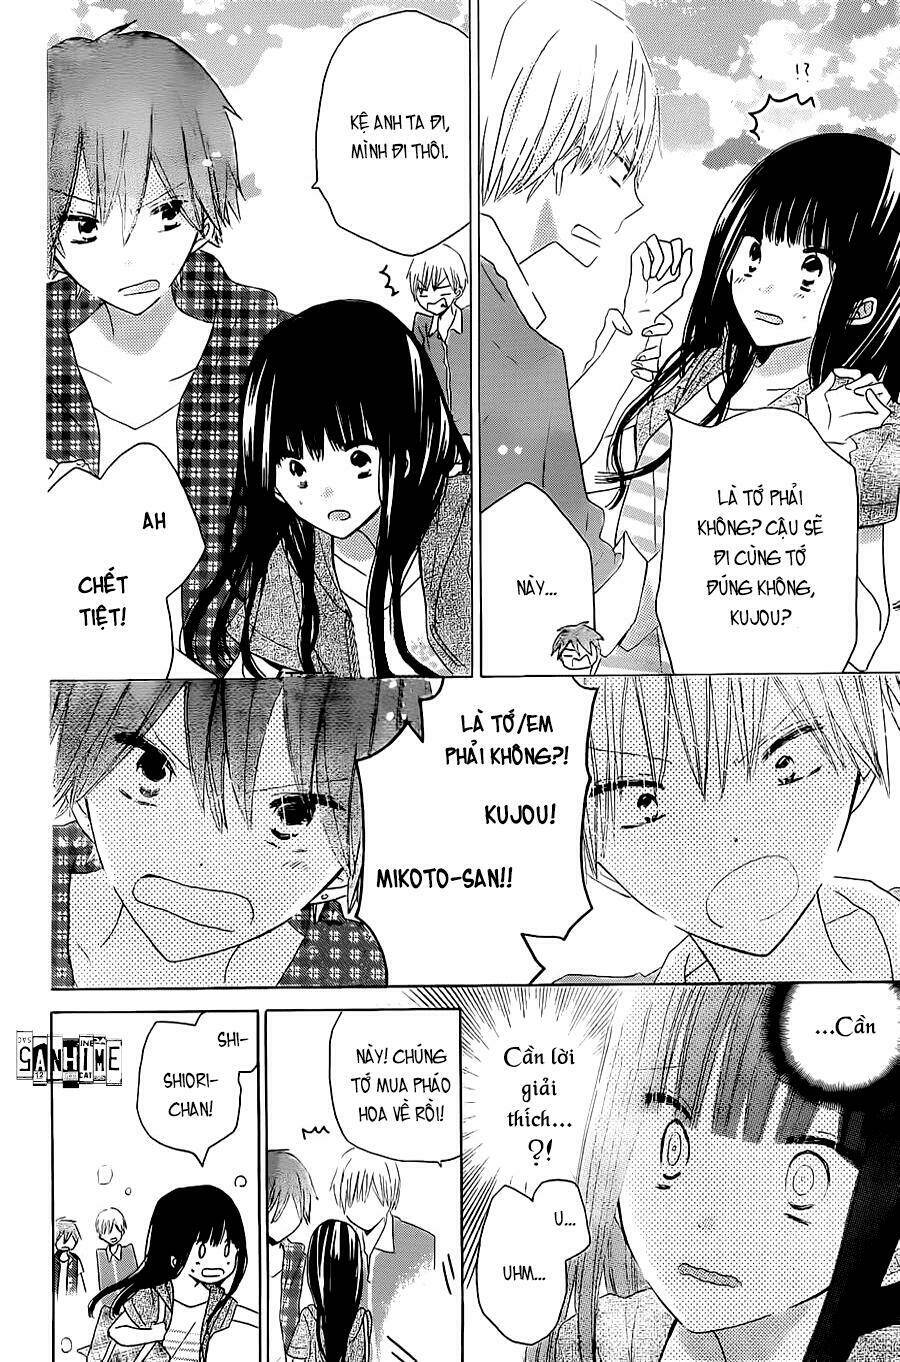 !?
LÀ TỚ PHẢI
KHÔNG? CẬU SẼ
ĐI CÙNG TỚ
ĐÚNG KHÔNG,
KUJOU?
NÀY...
KỆ ANH TA ĐI,
MÌNH ĐI THÔI.
AH
CHẾT
TIỆT!
LÀ TỚ/EM
PHẢI KHÔNG?!
KUJOU!
MIKOTO-SAN!!
...Cần
Cần lời
giải
thích...
?!
U...
UHM...
NÀY! CHÚNG
TỚ MUA PHÁO
HOA VỀ RỒI!
SHI-
SHIORI-
CHAN!
SANHIME